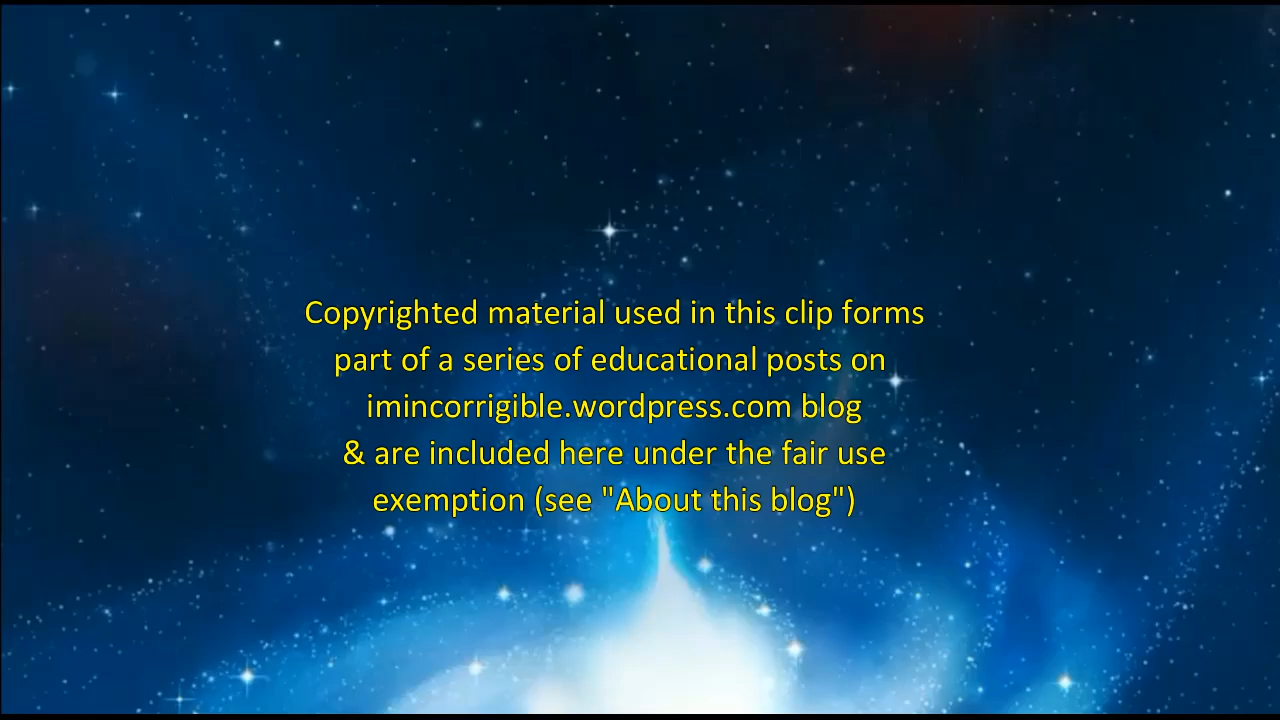 Copyrighted material used in this clip forms
part of a series of educational posts on
imincorrigible.wordpress.com blog
& are included here under the fair use
exemption (see "About this blog")